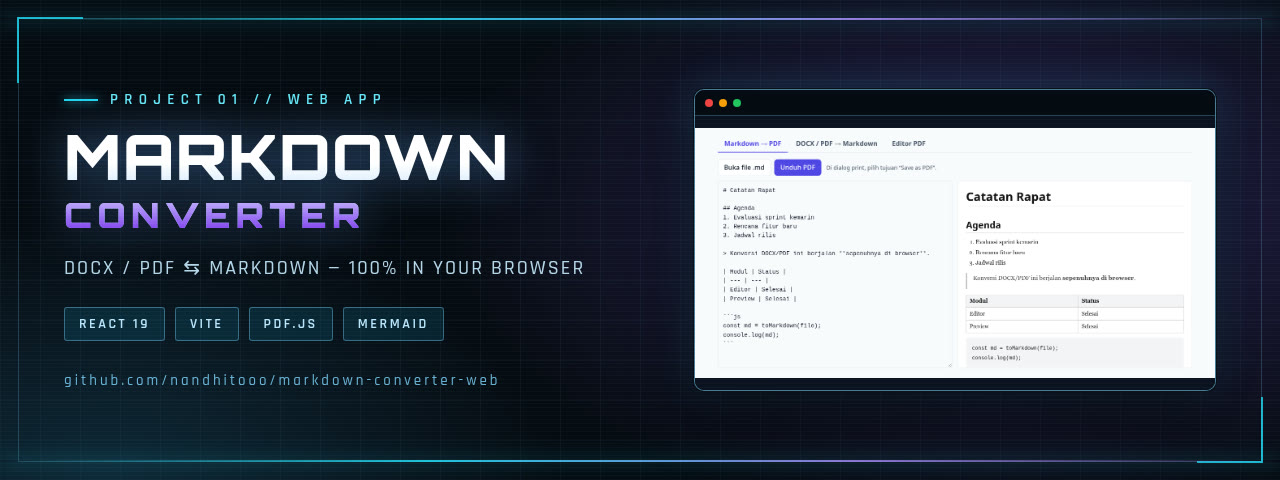 PROJECT 01 // WEB APP
MARKDOWN
CONVERTER
DOCX / PDF ⇆ MARKDOWN — 100% IN YOUR BROWSER
REACT 19
VITE
PDF.JS
MERMAID
github.com/nandhitooo/markdown-converter-web
Markdown → PDF
DOCX / PDF → Markdown
Editor PDF
Buka file .md
Unduh PDF
Di dialog print, pilih tujuan "Save as PDF".
# Catatan Rapat
## Agenda
1. Evaluasi sprint kemarin
2. Rencana fitur baru
3. Jadwal rilis
> Konversi DOCX/PDF ini berjalan **sepenuhnya di browser**.
| Modul | Status |
| --- | --- |
| Editor | Selesai |
| Preview | Selesai |
```js
const md = toMarkdown(file);
console.log(md);
```
Catatan Rapat
Agenda
1. Evaluasi sprint kemarin
2. Rencana fitur baru
3. Jadwal rilis
Konversi DOCX/PDF ini berjalan sepenuhnya di browser.
Modul Status
Editor Selesai
Preview Selesai
const md = toMarkdown(file);
console.log(md);